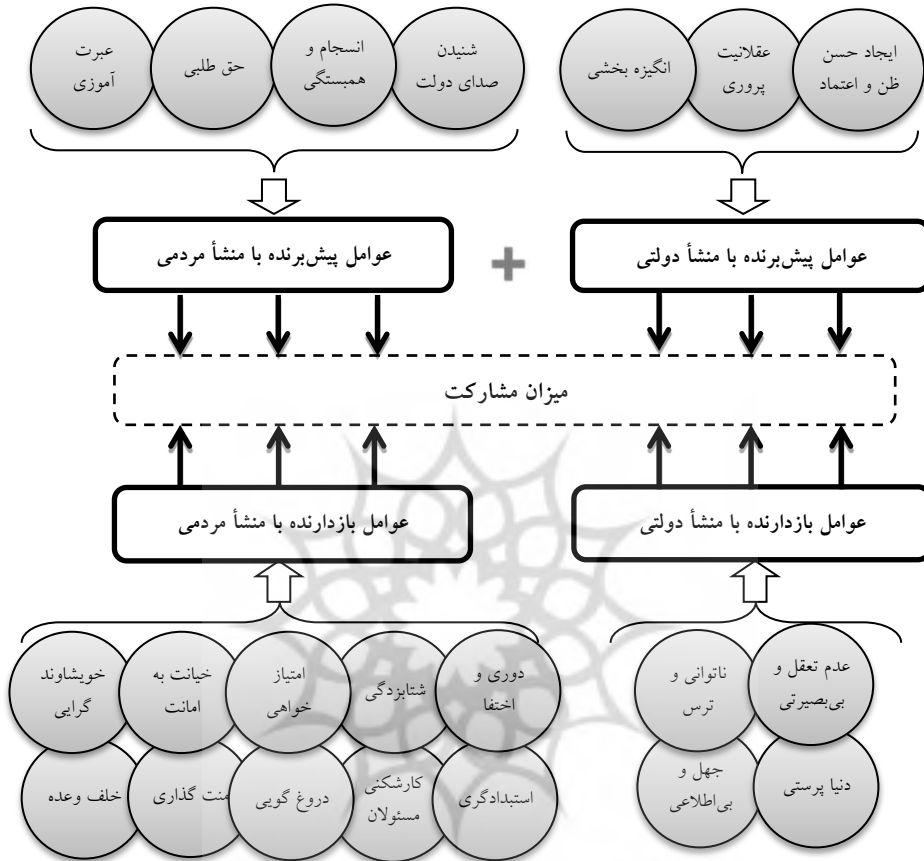 ایجاد حسن
ظن و اعتماد
عقلانیت
پروری
انگیزه بخشی
شنیدن
صدای دولت
انسجام و
همبستگی
حق طلبی
عبرت
آموزی
عوامل پیش‌برنده با منشأ دولتی
+
عوامل پیش‌برنده با منشأ مردمی
میزان مشارکت
عوامل بازدارنده با منشأ دولتی
عوامل بازدارنده با منشأ مردمی
عدم تعقل و
بی‌بصیرتی
ناتوانی و
ترس
دنیا پرستی
جهل و
بی‌اطلاعی
دوری و
اختفا
شتابزدگی
امتیاز
خواهی
خیانت به
امانت
خویشاوند
گرایی
استبدادگری
کارشکنی
مسئولان
دروغ گویی
منت گذاری
خلف وعده